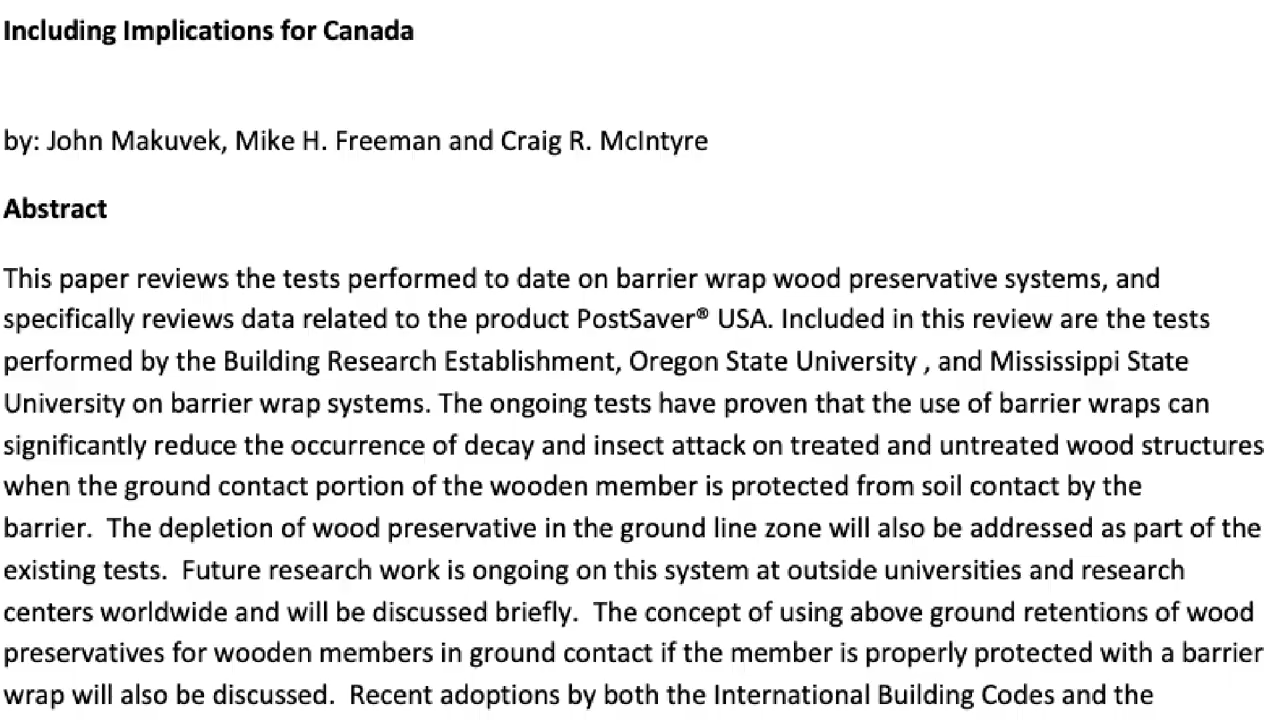 Including Implications for Canada
by: John Makuvek, Mike H. Freeman and Craig R. McIntyre
Abstract
This paper reviews the tests performed to date on barrier wrap wood preservative systems, and
specifically reviews data related to the product PostSaver® USA. Included in this review are the tests
performed by the Building Research Establishment, Oregon State University , and Mississippi State
University on barrier wrap systems. The ongoing tests have proven that the use of barrier wraps can
significantly reduce the occurrence of decay and insect attack on treated and untreated wood structures
when the ground contact portion of the wooden member is protected from soil contact by the
barrier.  The depletion of wood preservative in the ground line zone will also be addressed as part of the
existing tests.  Future research work is ongoing on this system at outside universities and research
centers worldwide and will be discussed briefly.  The concept of using above ground retentions of wood
preservatives for wooden members in ground contact if the member is properly protected with a barrier
wrap will also be discussed.  Recent adoptions by both the International Building Codes and the